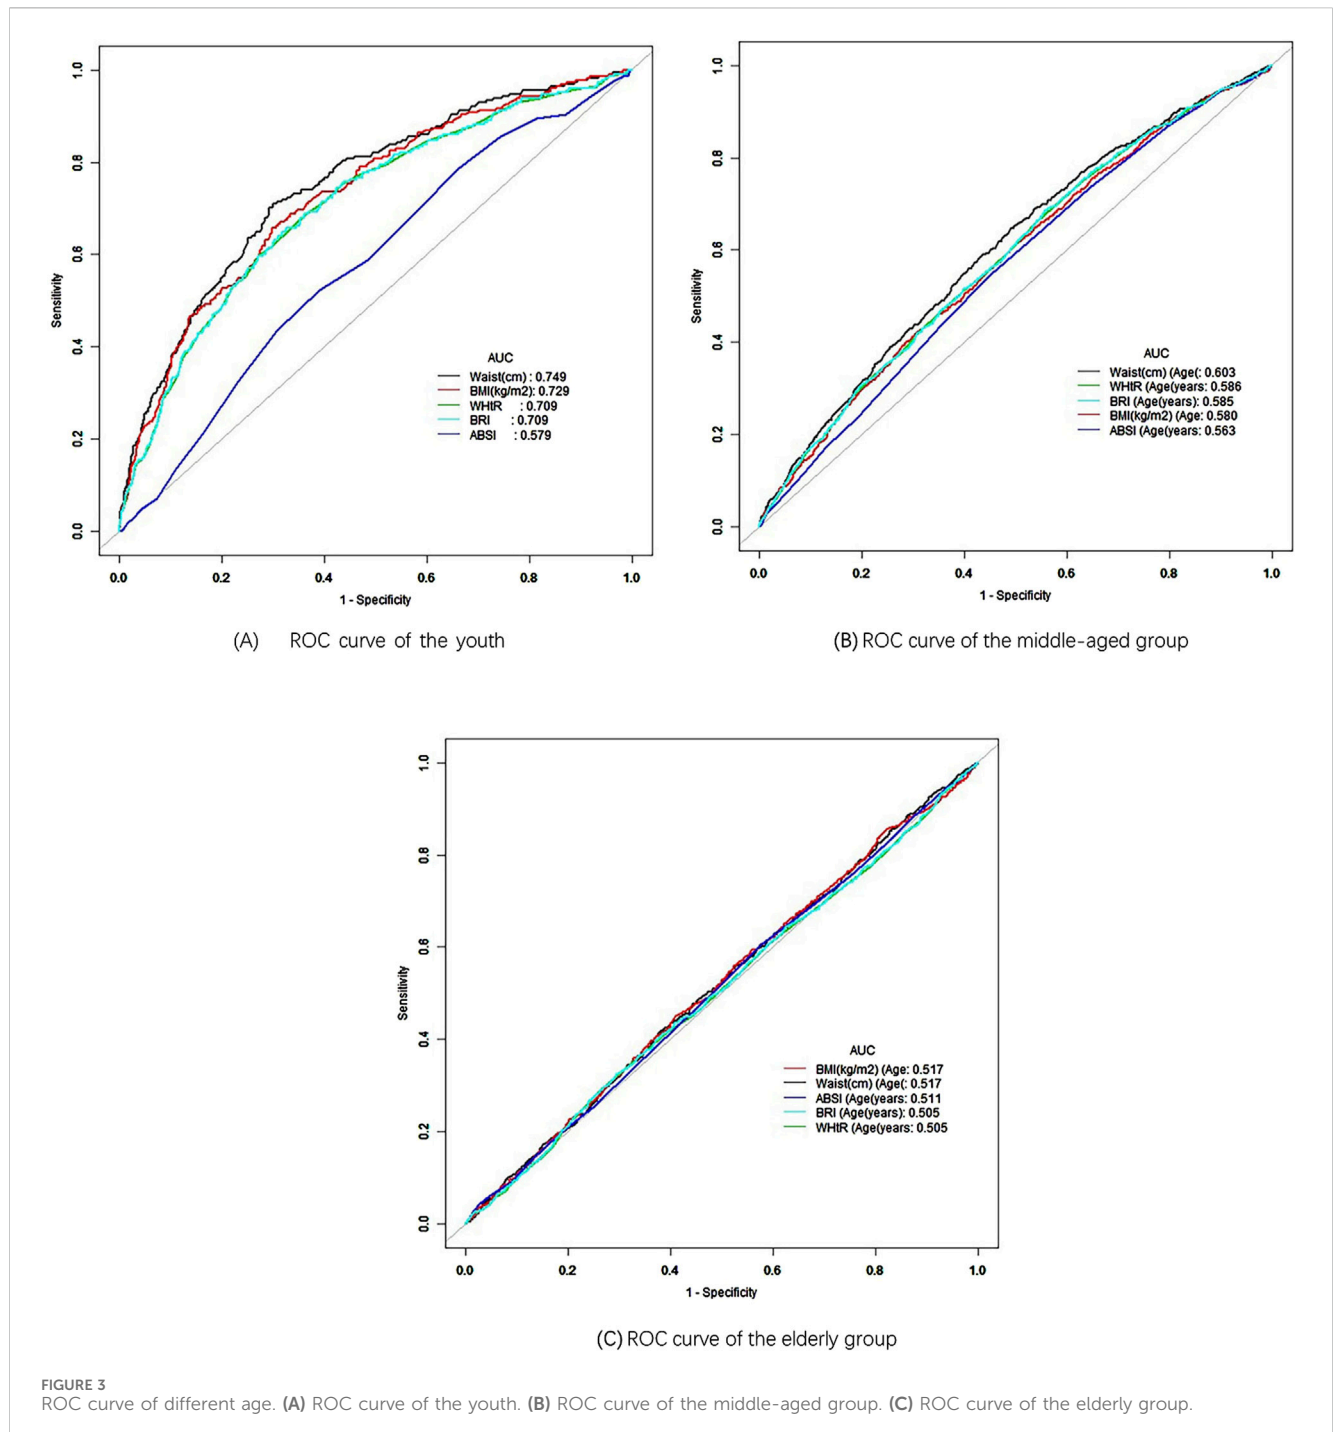 1.0
0.8
0.6
0.4
0.2
0.0
Sensitivity
AUC
Waist(cm) : 0.749
BMI(kg/m2): 0.729
WHtR : 0.709
BRI : 0.709
ABSI : 0.579
0.0 0.2 0.4 0.6 0.8 1.0
1 - Specificity
(A) ROC curve of the youth
1.0
0.8
0.6
0.4
0.2
0.0
Sensitivity
AUC
Waist(cm) (Age(: 0.603
WHtR (Age(years: 0.586
BRI (Age(years): 0.585
BMI(kg/m2) (Age: 0.580
ABSI (Age(years: 0.563
0.0 0.2 0.4 0.6 0.8 1.0
1 - Specificity
(B) ROC curve of the middle-aged group
1.0
0.8
0.6
0.4
0.2
0.0
Sensitivity
AUC
BMI(kg/m2) (Age: 0.517
Waist(cm) (Age(: 0.517
ABSI (Age(years: 0.511
BRI (Age(years): 0.505
WHtR (Age(years: 0.505
0.0 0.2 0.4 0.6 0.8 1.0
1 - Specificity
(C) ROC curve of the elderly group
FIGURE 3
ROC curve of different age. (A) ROC curve of the youth. (B) ROC curve of the middle-aged group. (C) ROC curve of the elderly group.